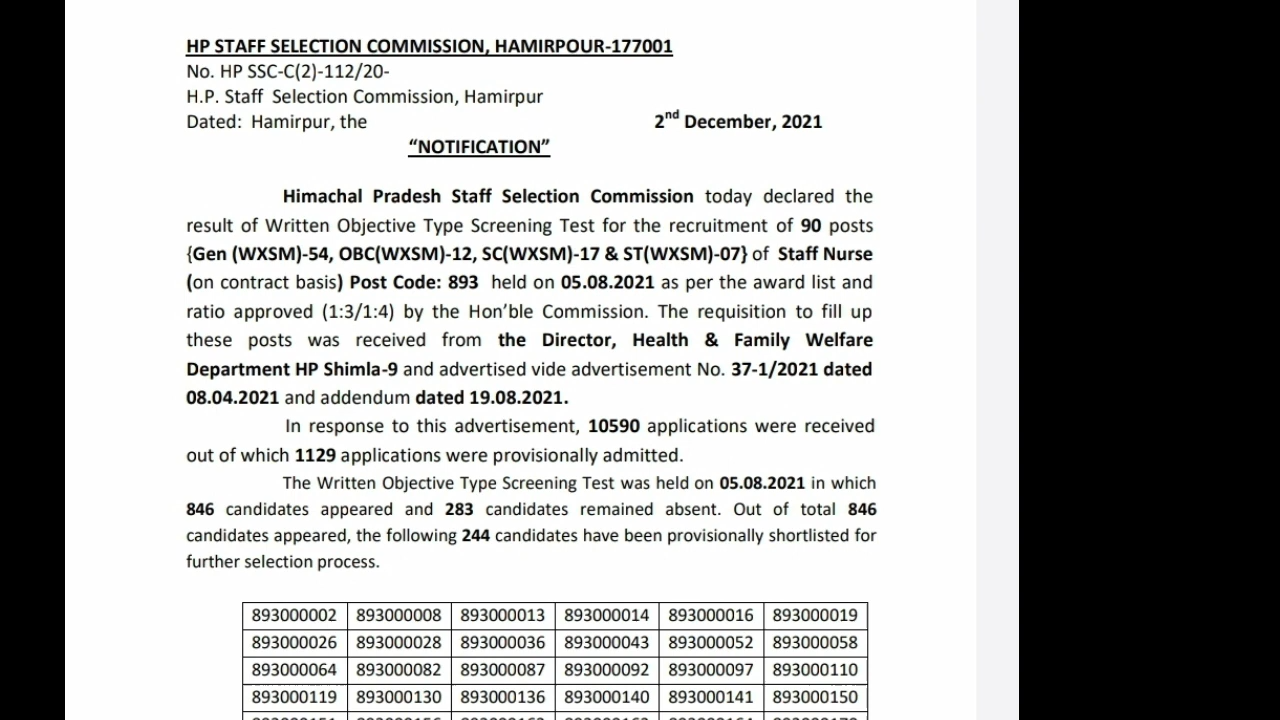 HP STAFF SELECTION COMMISSION, HAMIRPOUR-177001
No. HP SSC-C(2)-112/20-
H.P. Staff Selection Commission, Hamirpur
Dated: Hamirpur, the 2nd December, 2021
“NOTIFICATION”
Himachal Pradesh Staff Selection Commission today declared the
result of Written Objective Type Screening Test for the recruitment of 90 posts
{Gen (WXSM)-54, OBC(WXSM)-12, SC(WXSM)-17 & ST(WXSM)-07} of Staff Nurse
(on contract basis) Post Code: 893 held on 05.08.2021 as per the award list and
ratio approved (1:3/1:4) by the Hon’ble Commission. The requisition to fill up
these posts was received from the Director, Health & Family Welfare
Department HP Shimla-9 and advertised vide advertisement No. 37-1/2021 dated
08.04.2021 and addendum dated 19.08.2021.
In response to this advertisement, 10590 applications were received
out of which 1129 applications were provisionally admitted.
The Written Objective Type Screening Test was held on 05.08.2021 in which
846 candidates appeared and 283 candidates remained absent. Out of total 846
candidates appeared, the following 244 candidates have been provisionally shortlisted for
further selection process.
893000002 893000008 893000013 893000014 893000016 893000019
893000026 893000028 893000036 893000043 893000052 893000058
893000064 893000082 893000087 893000092 893000097 893000110
893000119 893000130 893000136 893000140 893000141 893000150